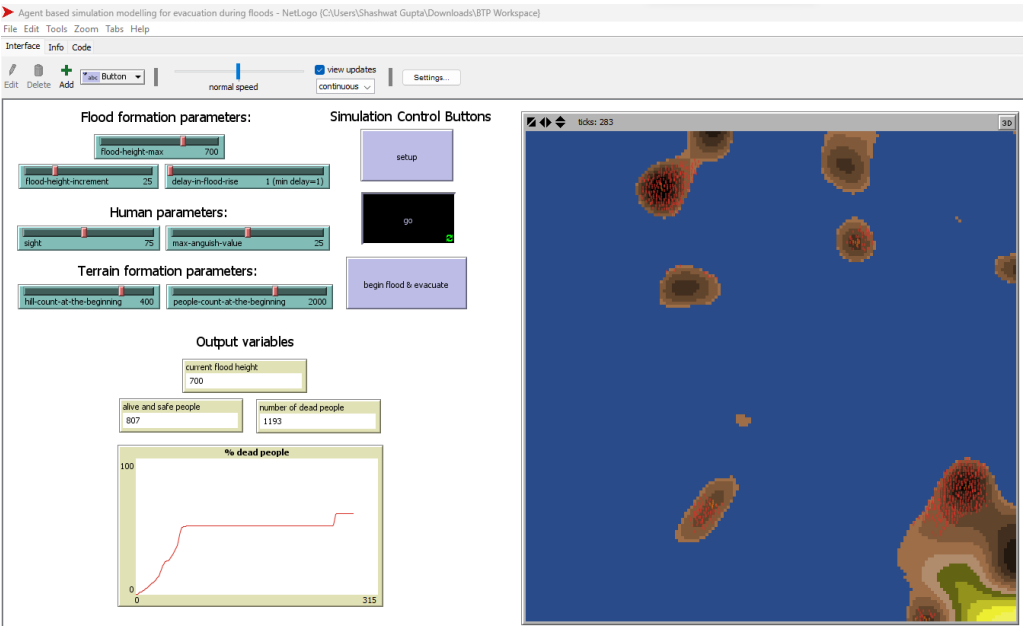 Agent based simulation modelling for evacuation during floods - NetLogo {C:\Users\Shashwat Gupta\Downloads\BTP Workspace}
File Edit Tools Zoom Tabs Help
Interface Info Code
Edit Delete Add abc Button normal speed view updates continuous Settings...
Flood formation parameters:
flood-height-max 700
flood-height-increment 25 delay-in-flood-rise 1 (min delay=1)
Human parameters:
sight 75 max-anguish-value 25
Terrain formation parameters:
hill-count-at-the-beginning 400 people-count-at-the-beginning 2000
Simulation Control Buttons
setup
go
begin flood & evacuate
Output variables
current flood height
700
alive and safe people
807
number of dead people
1193
% dead people
100
0
0 315
ticks: 283 3D